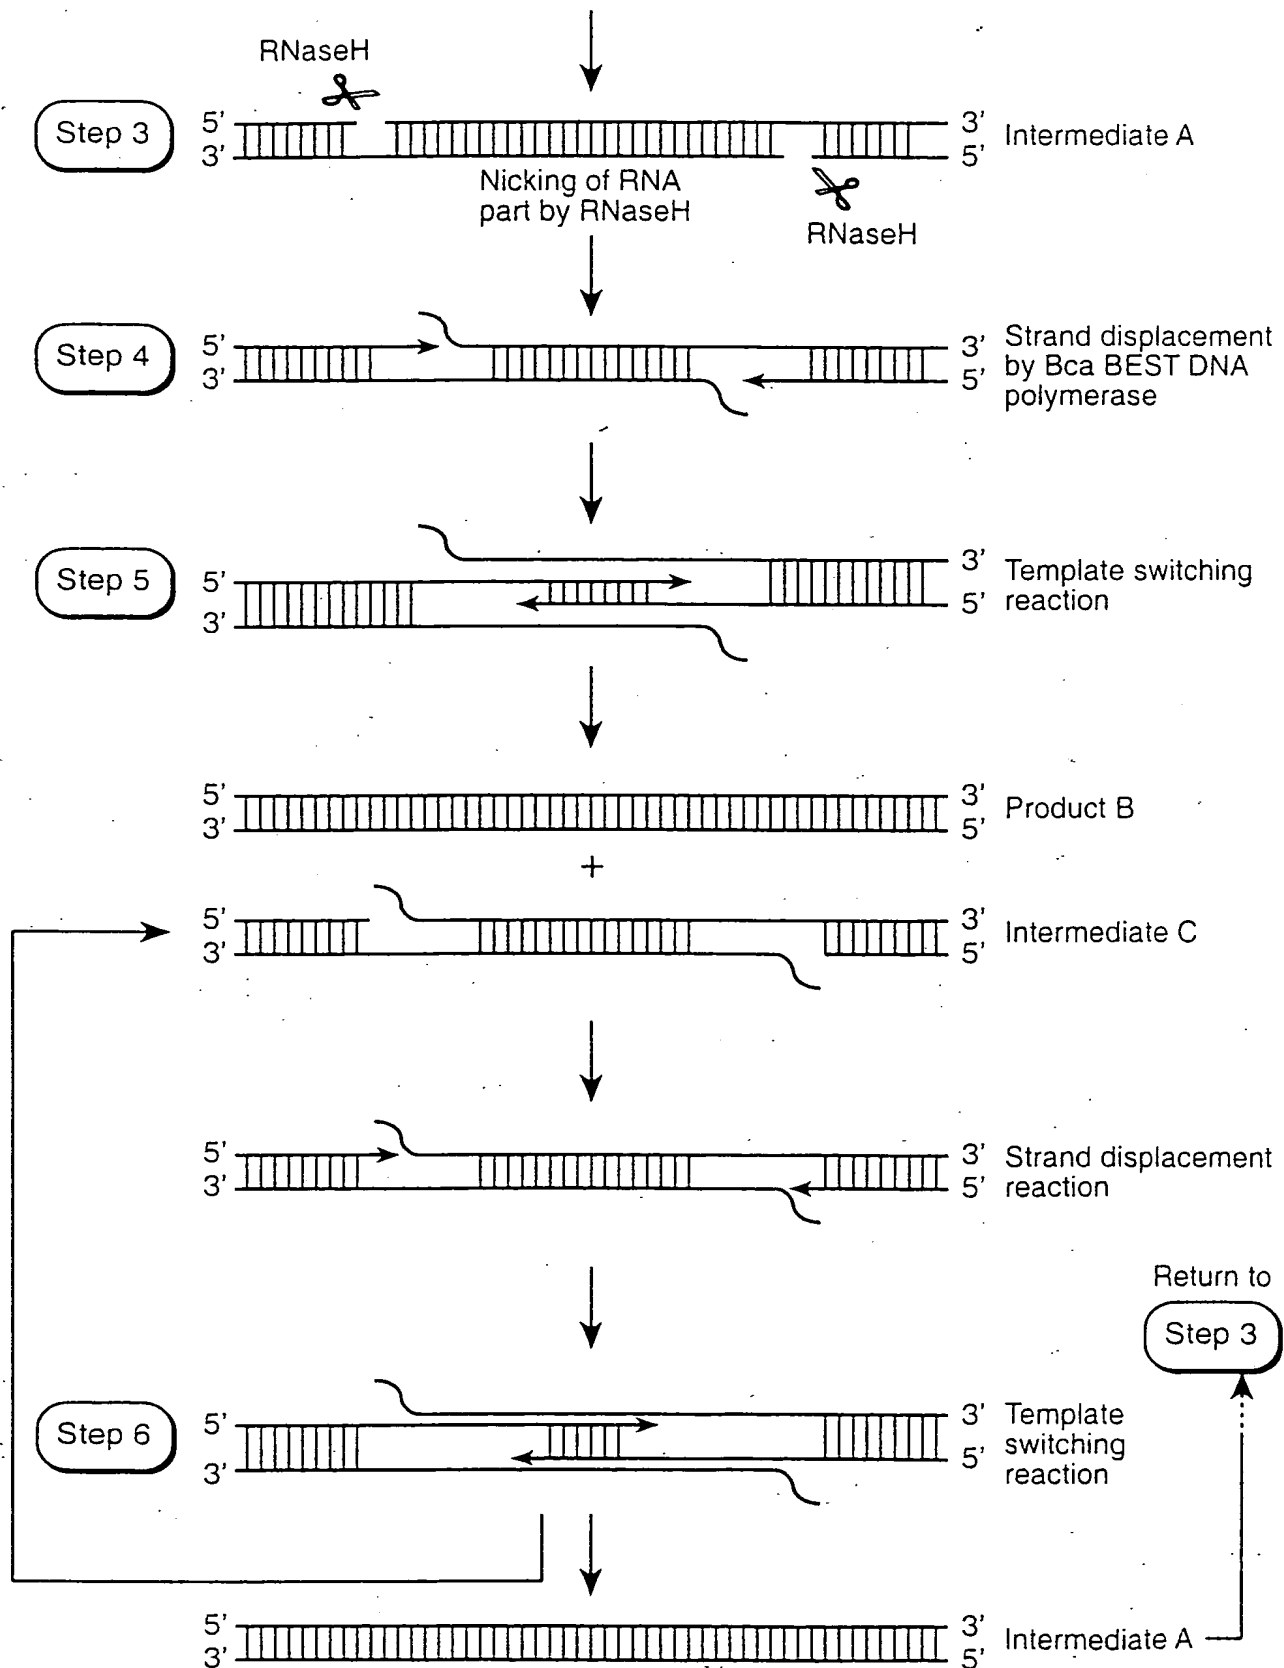 RNaseH
Step 3
5' 3'
3' 5'
Intermediate A
Nicking of RNA
part by RNaseH
RNaseH
Step 4
5' 3'
3' 5'
Strand displacement
by Bca BEST DNA
polymerase
Step 5
5' 3'
3' 5'
Template switching
reaction
5' 3'
3' 5'
Product B
+
5' 3'
3' 5'
Intermediate C
5' 3'
3' 5'
Strand displacement
reaction
Return to
Step 3
Step 6
5' 3'
3' 5'
Template
switching
reaction
5' 3'
3' 5'
Intermediate A